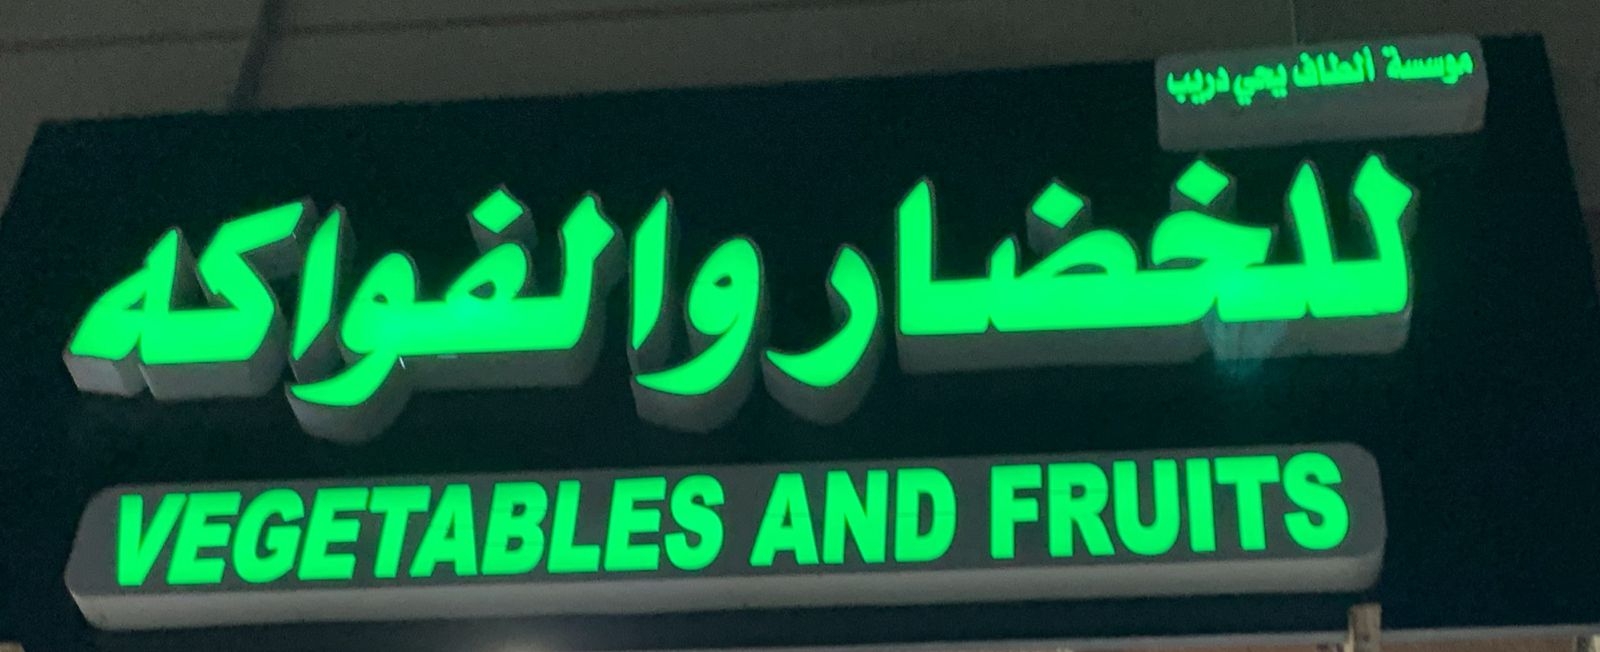 موسسة ألطاف يحي دريب
للخضار والفواكه
VEGETABLES AND FRUITS